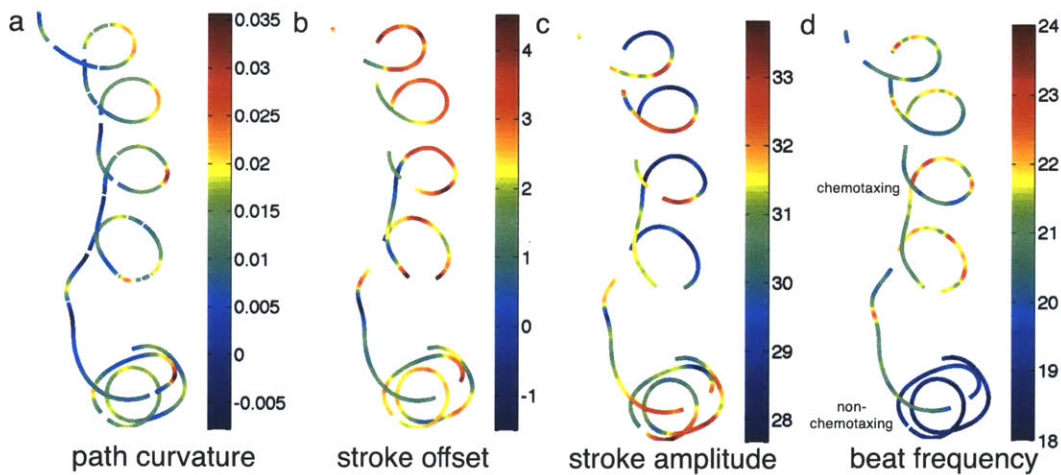 a
0.035
0.03
0.025
0.02
0.015
0.01
0.005
0
-0.005
path curvature
b
4
3
2
1
0
-1
stroke offset
c
33
32
31
30
29
28
stroke amplitude
d
24
23
22
21
20
19
18
chemotaxing
non-
chemotaxing
beat frequency